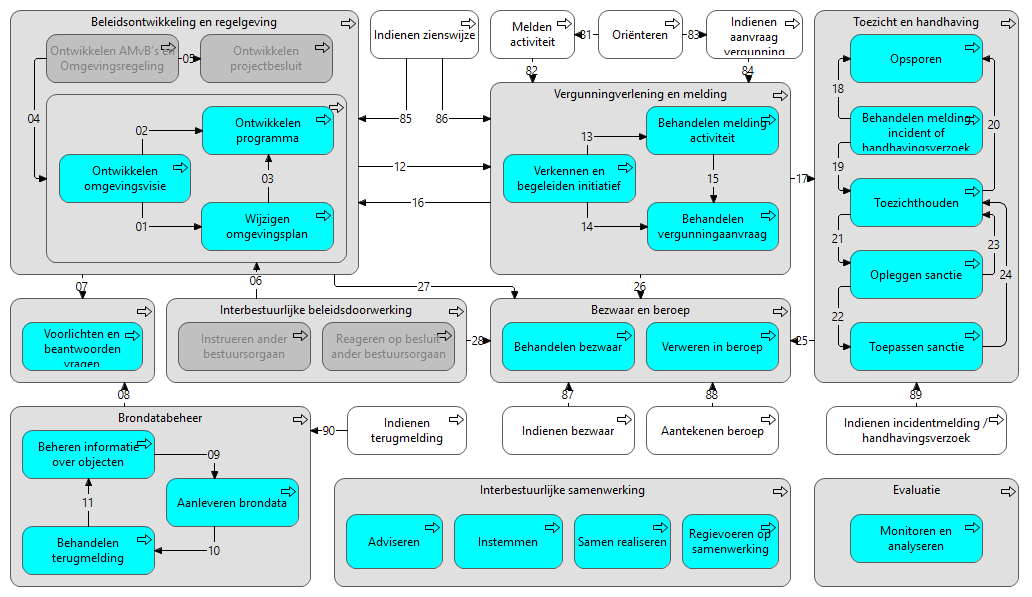 Beleidsontwikkeling en regelgeving
Ontwikkelen AMvB's en
Omgevingsregeling
05
Ontwikkelen
projectbesluit
04
02
Ontwikkelen
programma
Ontwikkelen
omgevingsvisie
03
01
Wijzigen
omgevingsplan
Indienen zienswijze
85
86
12
16
Melden
activiteit
81
Oriënteren
83
Indienen
aanvraag
vergunning
82
84
Vergunningverlening en melding
13
Behandelen melding
activiteit
Verkennen en
begeleiden initiatief
15
14
Behandelen
vergunningaanvraag
17
Toezicht en handhaving
Opsporen
18
Behandelen melding
incident of
handhavingsverzoek
20
19
Toezichthouden
21
23
Opleggen sanctie
24
22
Toepassen sanctie
07
06
27
26
Voorlichten en
beantwoorden
vragen
Interbestuurlijke beleidsdoorwerking
Instrueren ander
bestuursorgaan
Reageren op besluit
ander bestuursorgaan
28
Bezwaar en beroep
Behandelen bezwaar
Verweren in beroep
25
08
87
88
89
Brondatabeheer
Beheren informatie
over objecten
09
Aanleveren brondata
11
Behandelen
terugmelding
10
90
Indienen
terugmelding
Indienen bezwaar
Aantekenen beroep
Indienen incidentmelding /
handhavingsverzoek
Interbestuurlijke samenwerking
Adviseren
Instemmen
Samen realiseren
Regievoeren op
samenwerking
Evaluatie
Monitoren en
analyseren